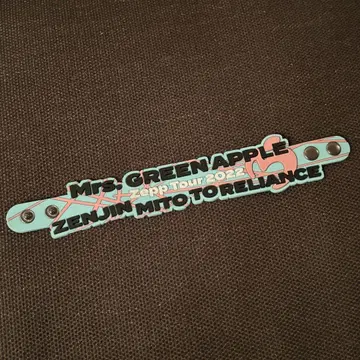 Mrs. GREEN APPLE
Zepp Tour 2022
ZENJIN MITO TO RELIANCE